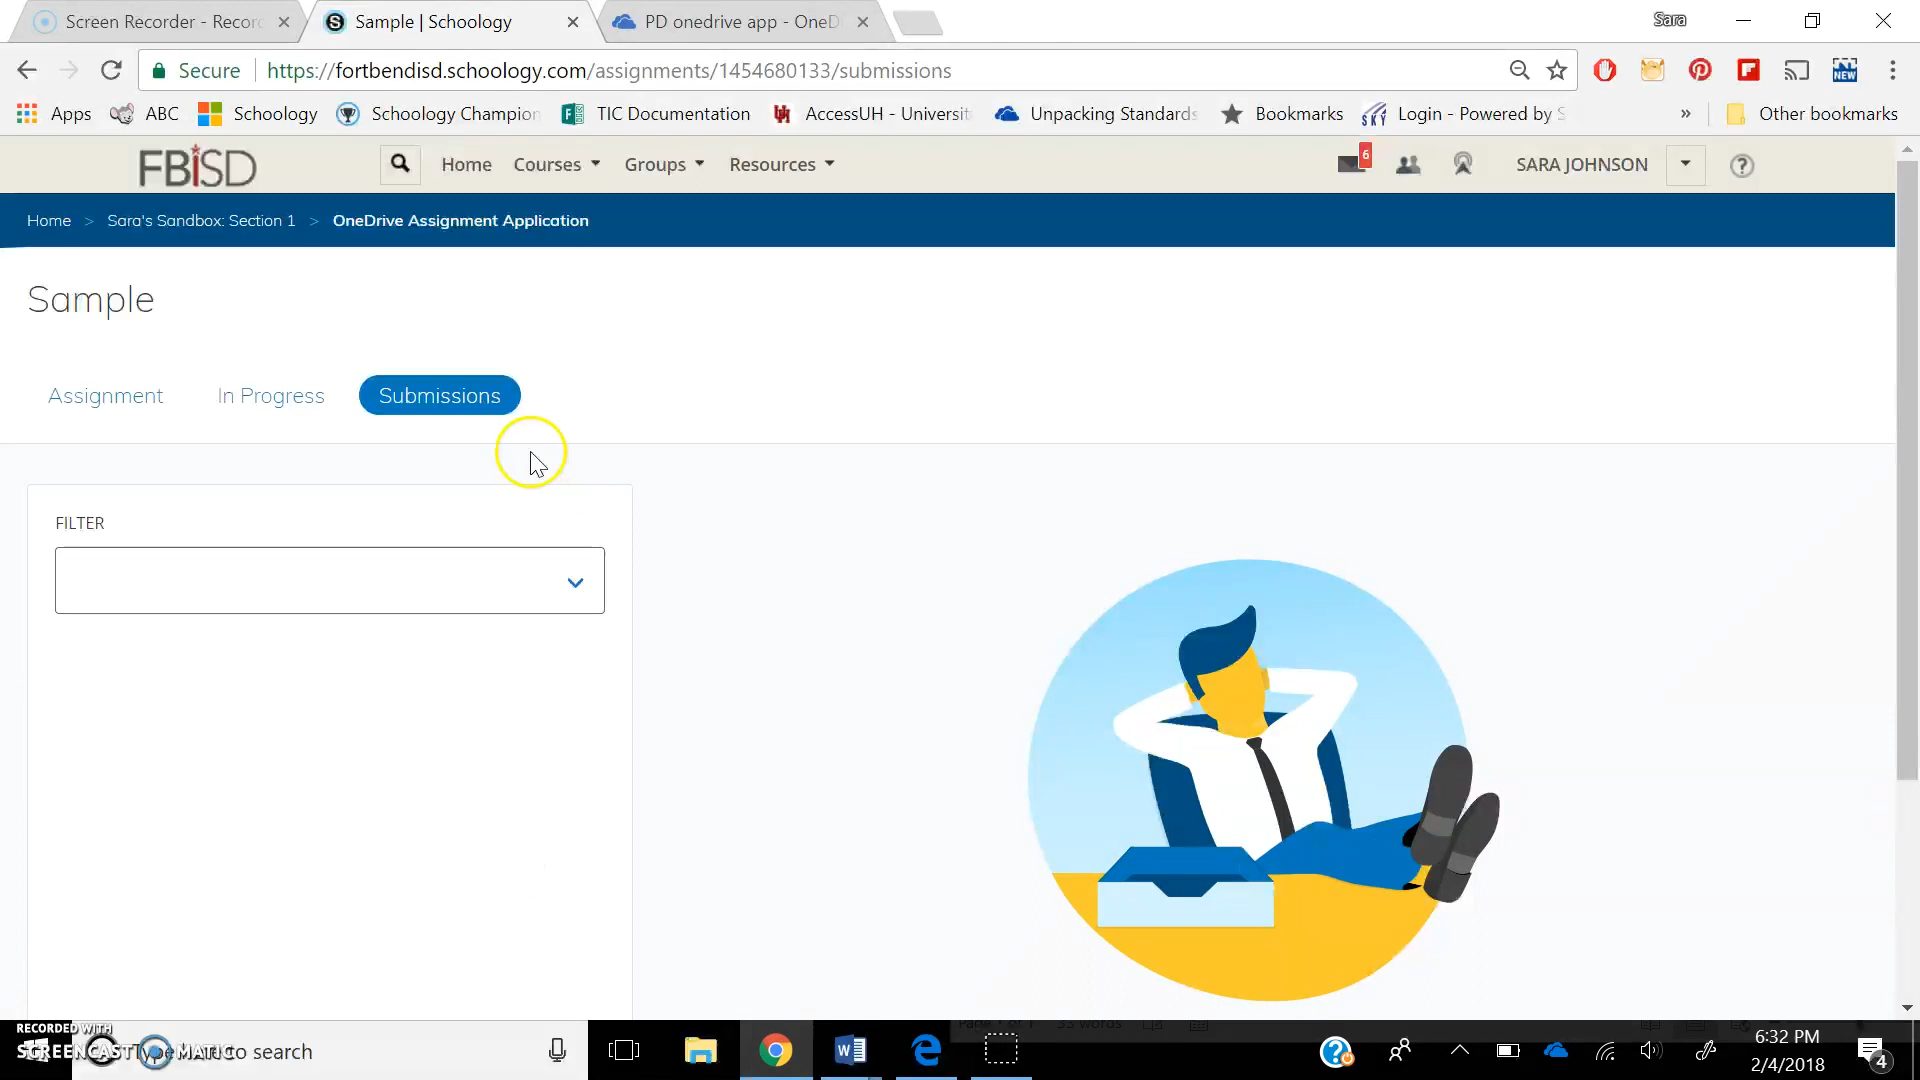 Screen Recorder - Recor
Sample | Schoology
PD onedrive app - OneD
Sara
Secure
https://fortbendisd.schoology.com/assignments/1454680133/submissions
NEW
Apps
ABC
Schoology
Schoology Champion
TIC Documentation
AccessUH - Universit
Unpacking Standards
Bookmarks
Login - Powered by S
»
Other bookmarks
FBISD
Home
Courses
Groups
Resources
6
SARA JOHNSON
Home > Sara's Sandbox: Section 1 > OneDrive Assignment Application
Sample
Assignment
In Progress
Submissions
FILTER
RECORDED WITH
SCREENCAST MATIC
Type here to search
6:32 PM
2/4/2018
4